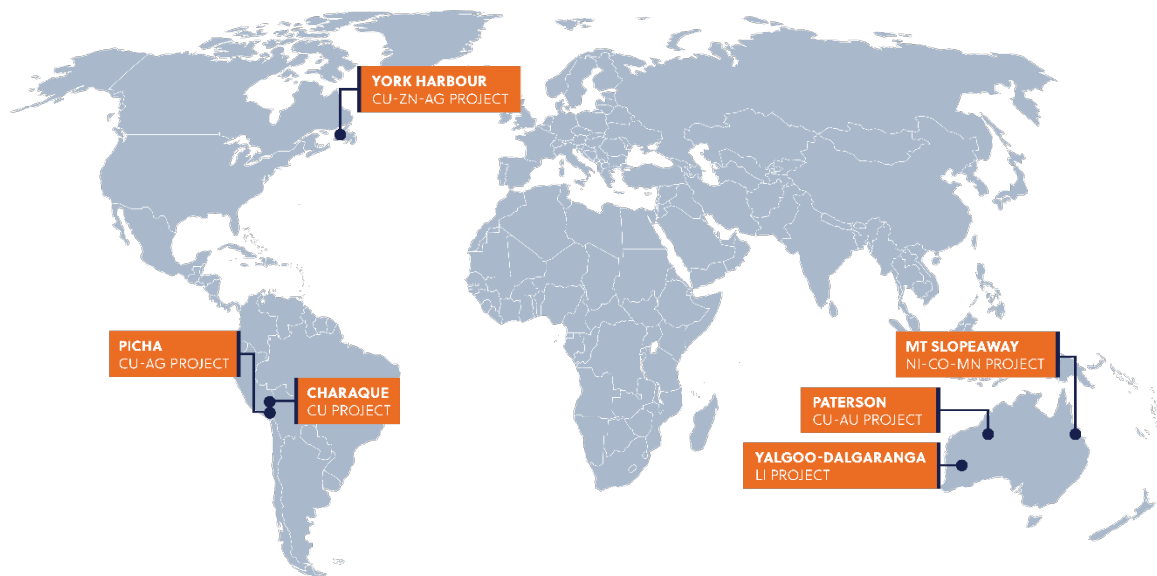 YORK HARBOUR
CU-ZN-AG PROJECT
PICHA
CU-AG PROJECT
CHARAQUE
CU PROJECT
MT SLOPEAWAY
NI-CO-MN PROJECT
PATERSON
CU-AU PROJECT
YALGOO-DALGARANGA
LI PROJECT